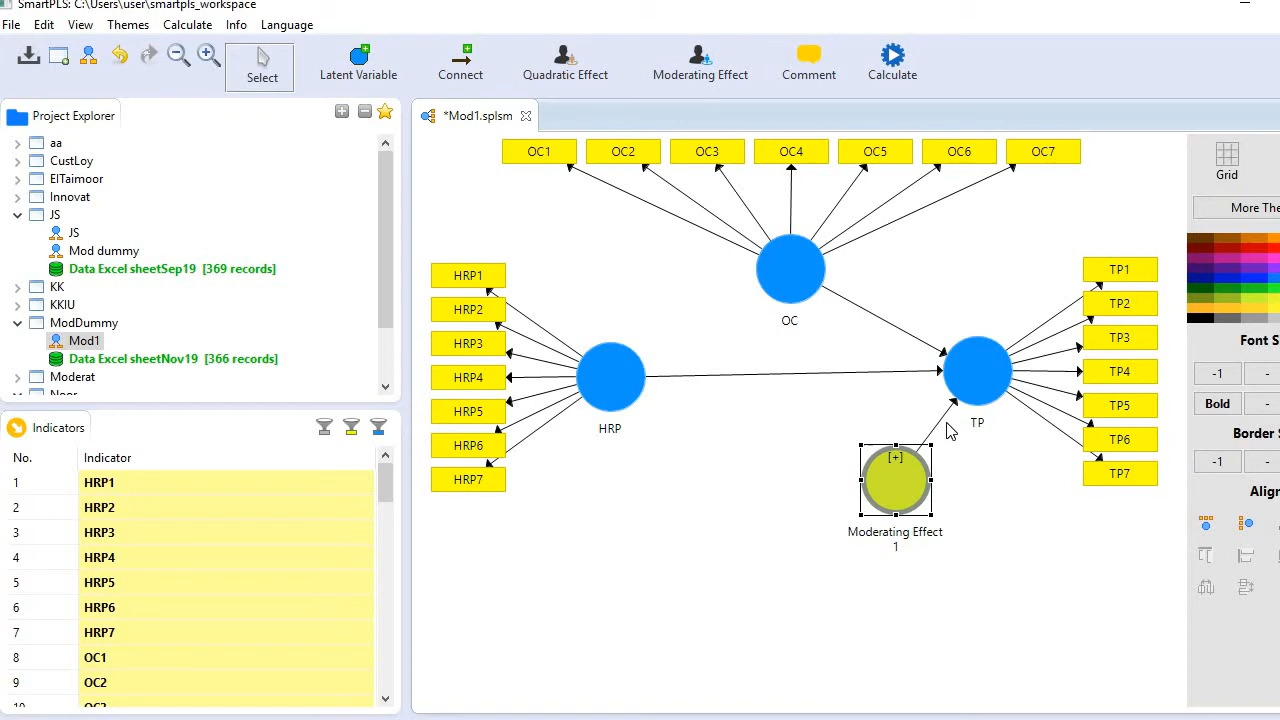 SmartPLS: C:\Users\user\smartpls_workspace
File Edit View Themes Calculate Info Language
Select
Latent Variable
Connect
Quadratic Effect
Moderating Effect
Comment
Calculate
Project Explorer
aa
CustLoy
ElTaimoor
Innovat
JS
JS
Mod dummy
Data Excel sheetSep19 [369 records]
KK
KKIU
ModDummy
Mod1
Data Excel sheetNov19 [366 records]
Moderat
Indicators
No. Indicator
1 HRP1
2 HRP2
3 HRP3
4 HRP4
5 HRP5
6 HRP6
7 HRP7
8 OC1
9 OC2
*Mod1.splsm
OC1 OC2 OC3 OC4 OC5 OC6 OC7
OC
HRP1
HRP2
HRP3
HRP4
HRP5
HRP6
HRP7
HRP
TP1
TP2
TP3
TP4
TP5
TP6
TP7
TP
[+]
Moderating Effect
1
Grid
More The
Font S
-1 -
Bold -
Border S
-1 -
Align